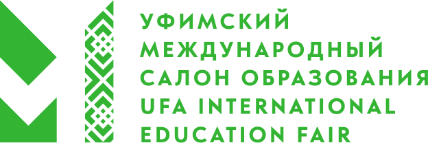 УФИМСКИЙ
МЕЖДУНАРОДНЫЙ
САЛОН ОБРАЗОВАНИЯ
UFA INTERNATIONAL
EDUCATION FAIR